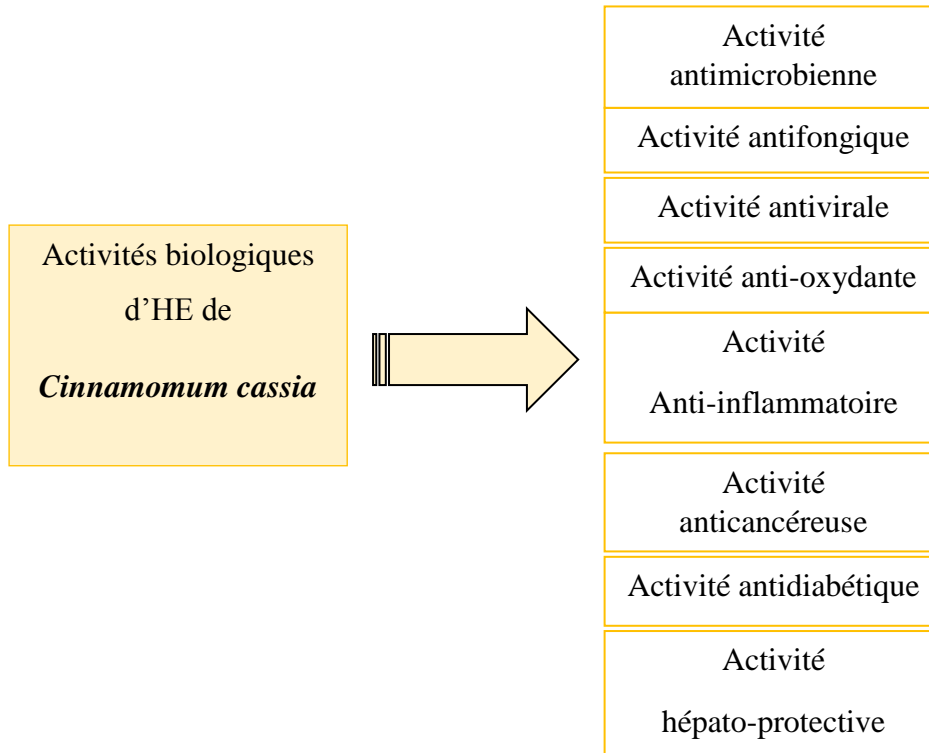 Activités biologiques
d’HE de
Cinnamomum cassia
Activité
antimicrobienne
Activité antifongique
Activité antivirale
Activité anti-oxydante
Activité
Anti-inflammatoire
Activité
anticancéreuse
Activité antidiabétique
Activité
hépato-protective